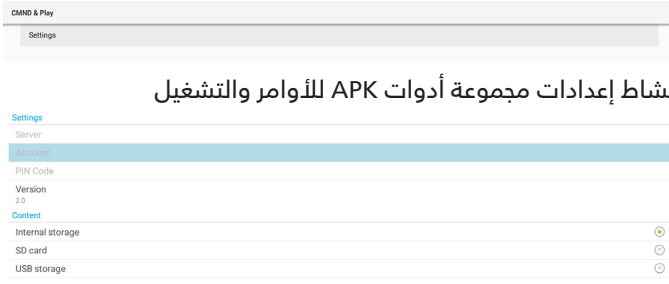 CMND & Play
Settings
نشاط إعدادات مجموعة أدوات APK للأوامر والتشغيل
Settings
Server
Account
PIN Code
Version
2.0
Content
Internal storage
SD card
USB storage